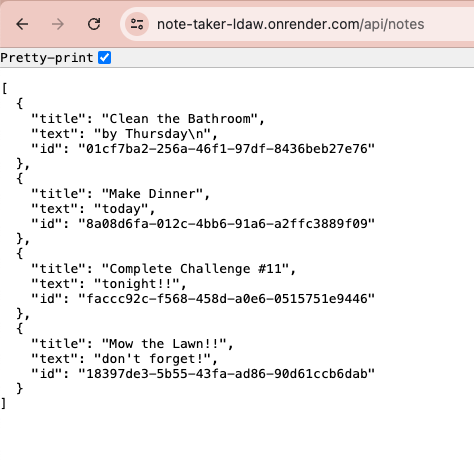 note-taker-ldaw.onrender.com/api/notes
Pretty-print
[
  {
    "title": "Clean the Bathroom",
    "text": "by Thursday\n",
    "id": "01cf7ba2-256a-46f1-97df-8436beb27e76"
  },
  {
    "title": "Make Dinner",
    "text": "today",
    "id": "8a08d6fa-012c-4bb6-91a6-a2ffc3889f09"
  },
  {
    "title": "Complete Challenge #11",
    "text": "tonight!!",
    "id": "faccc92c-f568-458d-a0e6-0515751e9446"
  },
  {
    "title": "Mow the Lawn!!",
    "text": "don't forget!",
    "id": "18397de3-5b55-43fa-ad86-90d61ccb6dab"
  }
]